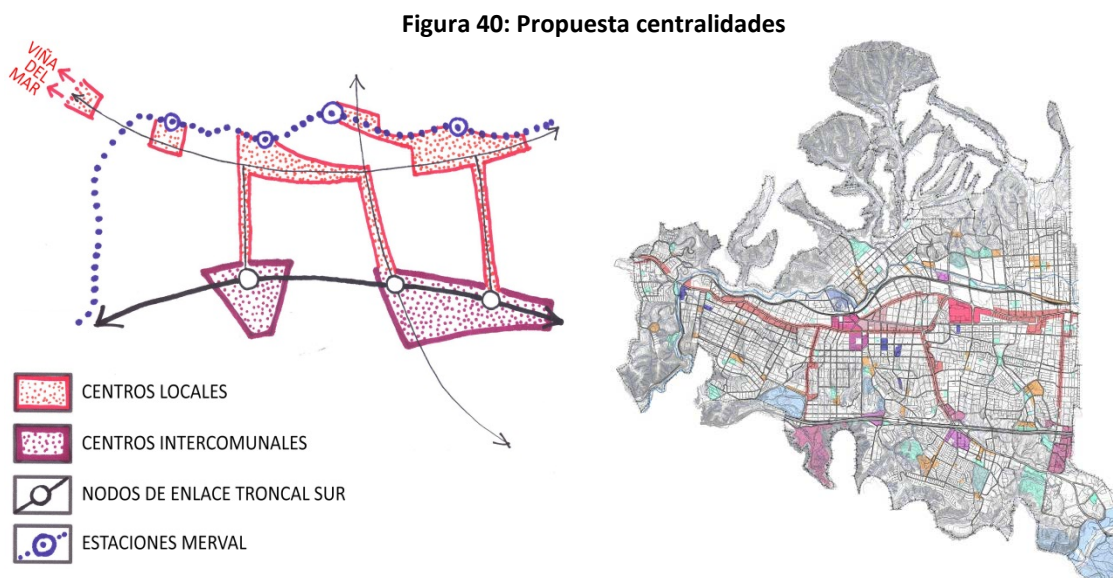 Figura 40: Propuesta centralidades
VIÑA
DEL
MAR
CENTROS LOCALES
CENTROS INTERCOMUNALES
NODOS DE ENLACE TRONCAL SUR
ESTACIONES MERVAL